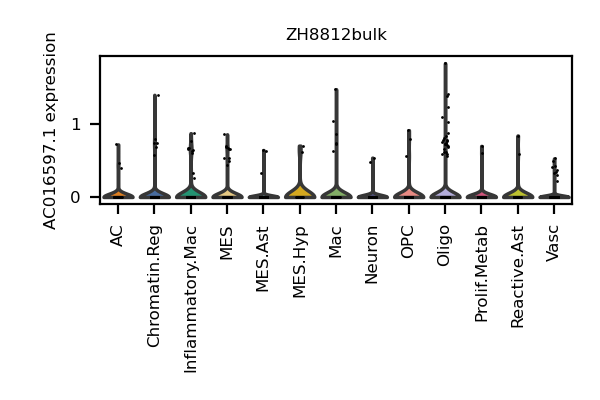 ZH8812bulk
AC016597.1 expression
1
0
AC
Chromatin.Reg
Inflammatory.Mac
MES
MES.Ast
MES.Hyp
Mac
Neuron
OPC
Oligo
Prolif.Metab
Reactive.Ast
Vasc